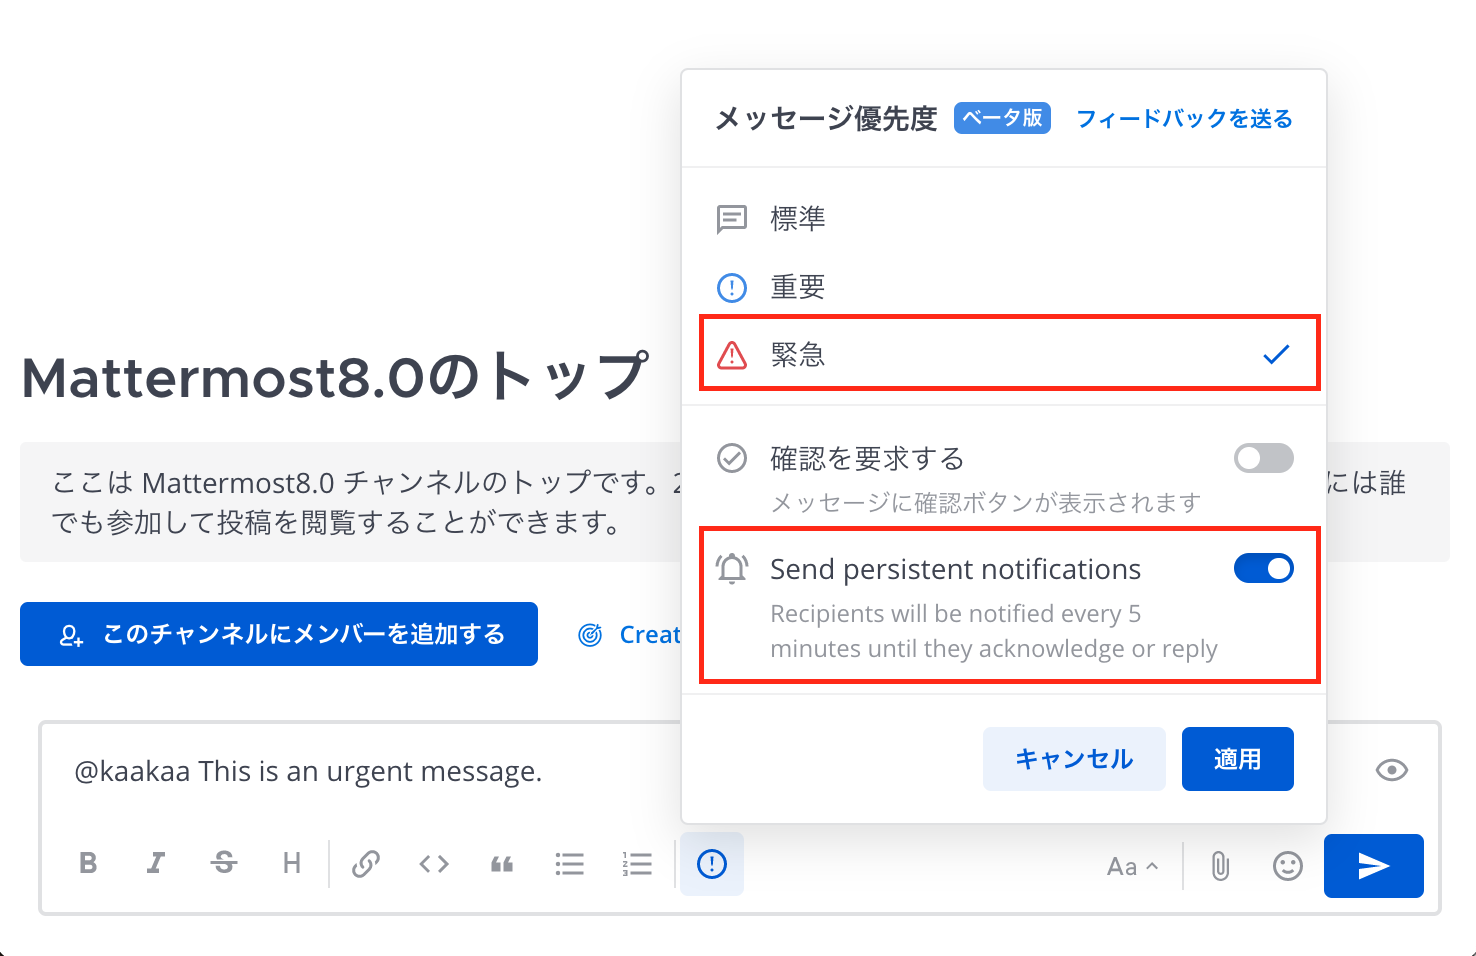 メッセージ優先度 ベータ版 フィードバックを送る
標準
重要
緊急
確認を要求する
メッセージに確認ボタンが表示されます
Send persistent notifications
Recipients will be notified every 5
minutes until they acknowledge or reply
キャンセル 適用
Mattermost8.0のトップ
ここは Mattermost8.0 チャンネルのトップです。 には誰
でも参加して投稿を閲覧することができます。
このチャンネルにメンバーを追加する
Creat
@kaakaa This is an urgent message.
B I S H Aa